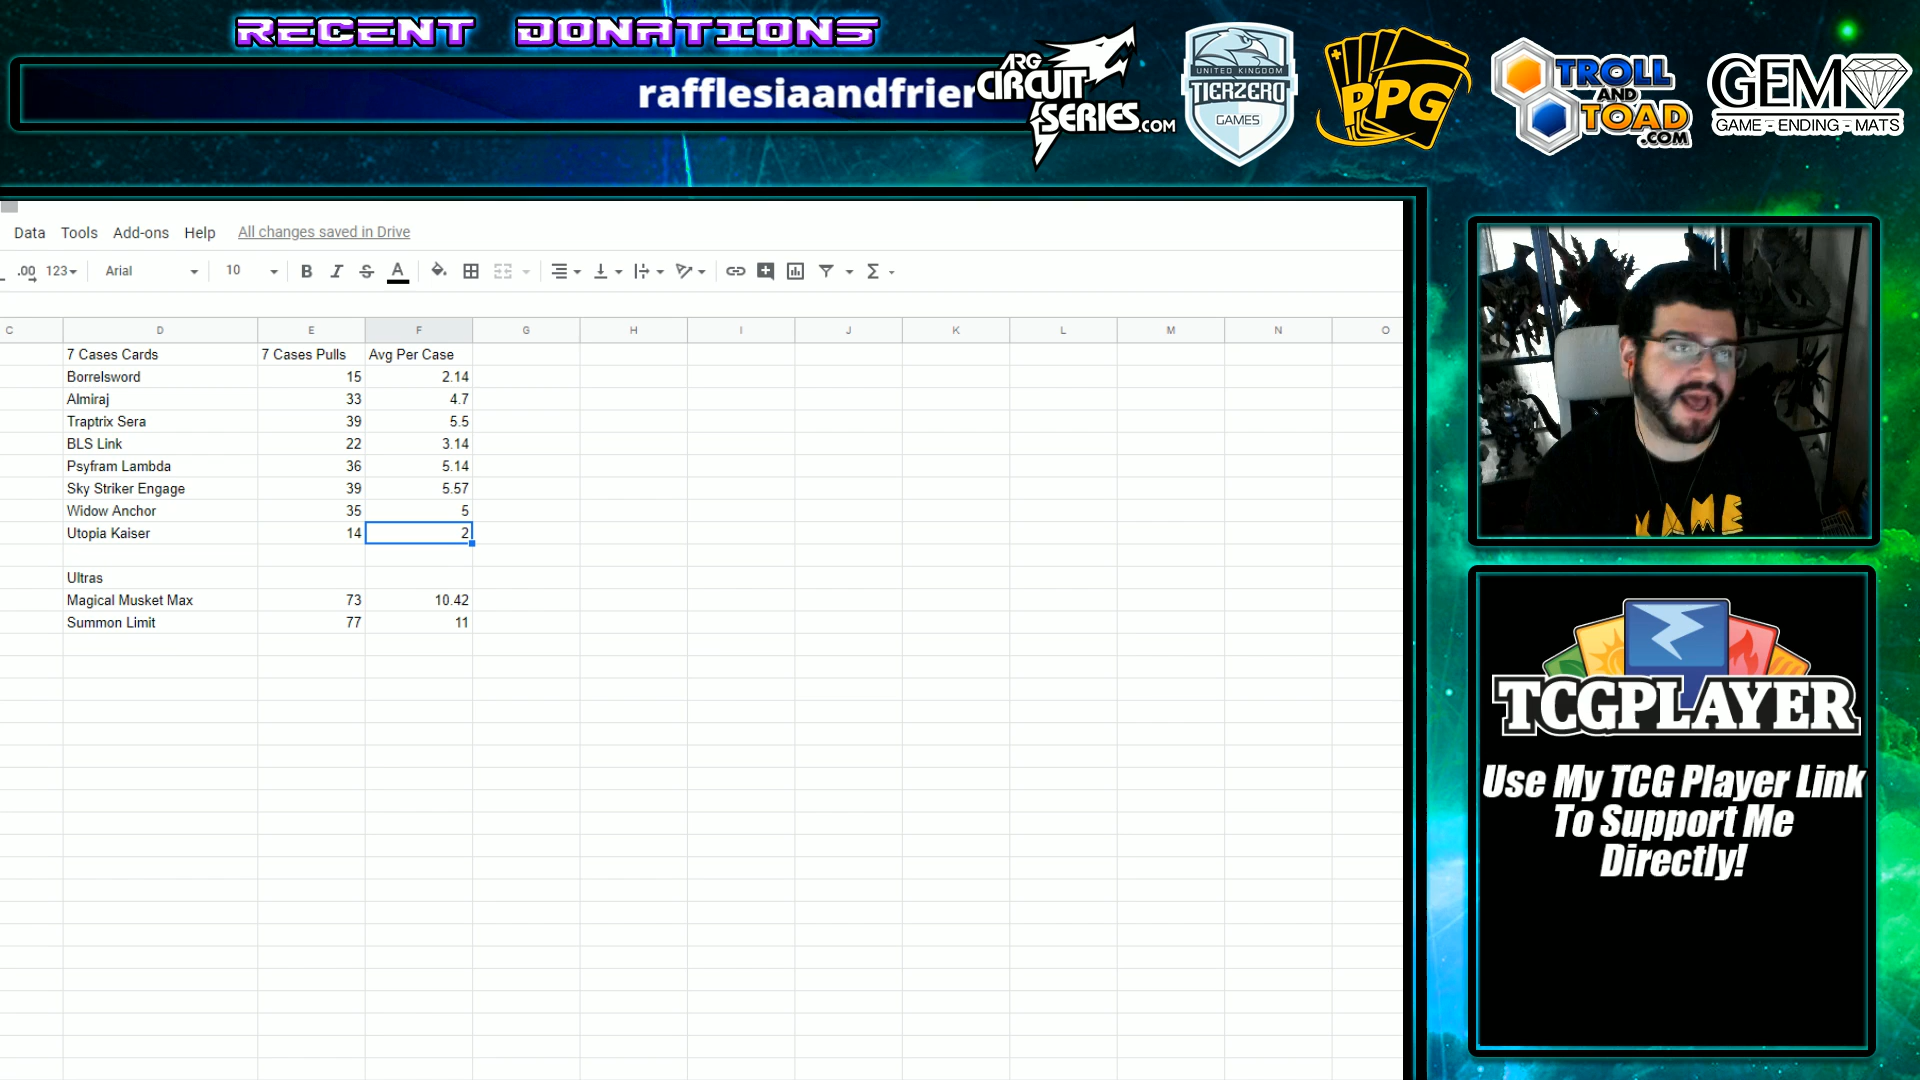 RECENT DONATIONS
rafflesiaandfrien
ARG
CIRCUIT
SERIES.COM
UNITED KINGDOM
TIERZERO
GAMES
PPG
TROLL
AND
TOAD
.COM
GEM
GAME - ENDING - MATS
Data Tools Add-ons Help All changes saved in Drive
.00 123 Arial 10 B I S A Σ
C D E F G H I J K L M N O
7 Cases Cards 7 Cases Pulls Avg Per Case
Borrelsword 15 2.14
Almiraj 33 4.7
Traptrix Sera 39 5.5
BLS Link 22 3.14
Psyfram Lambda 36 5.14
Sky Striker Engage 39 5.57
Widow Anchor 35 5
Utopia Kaiser 14 2
Ultras
Magical Musket Max 73 10.42
Summon Limit 77 11
TCGPLAYER
Use My TCG Player Link
To Support Me
Directly!